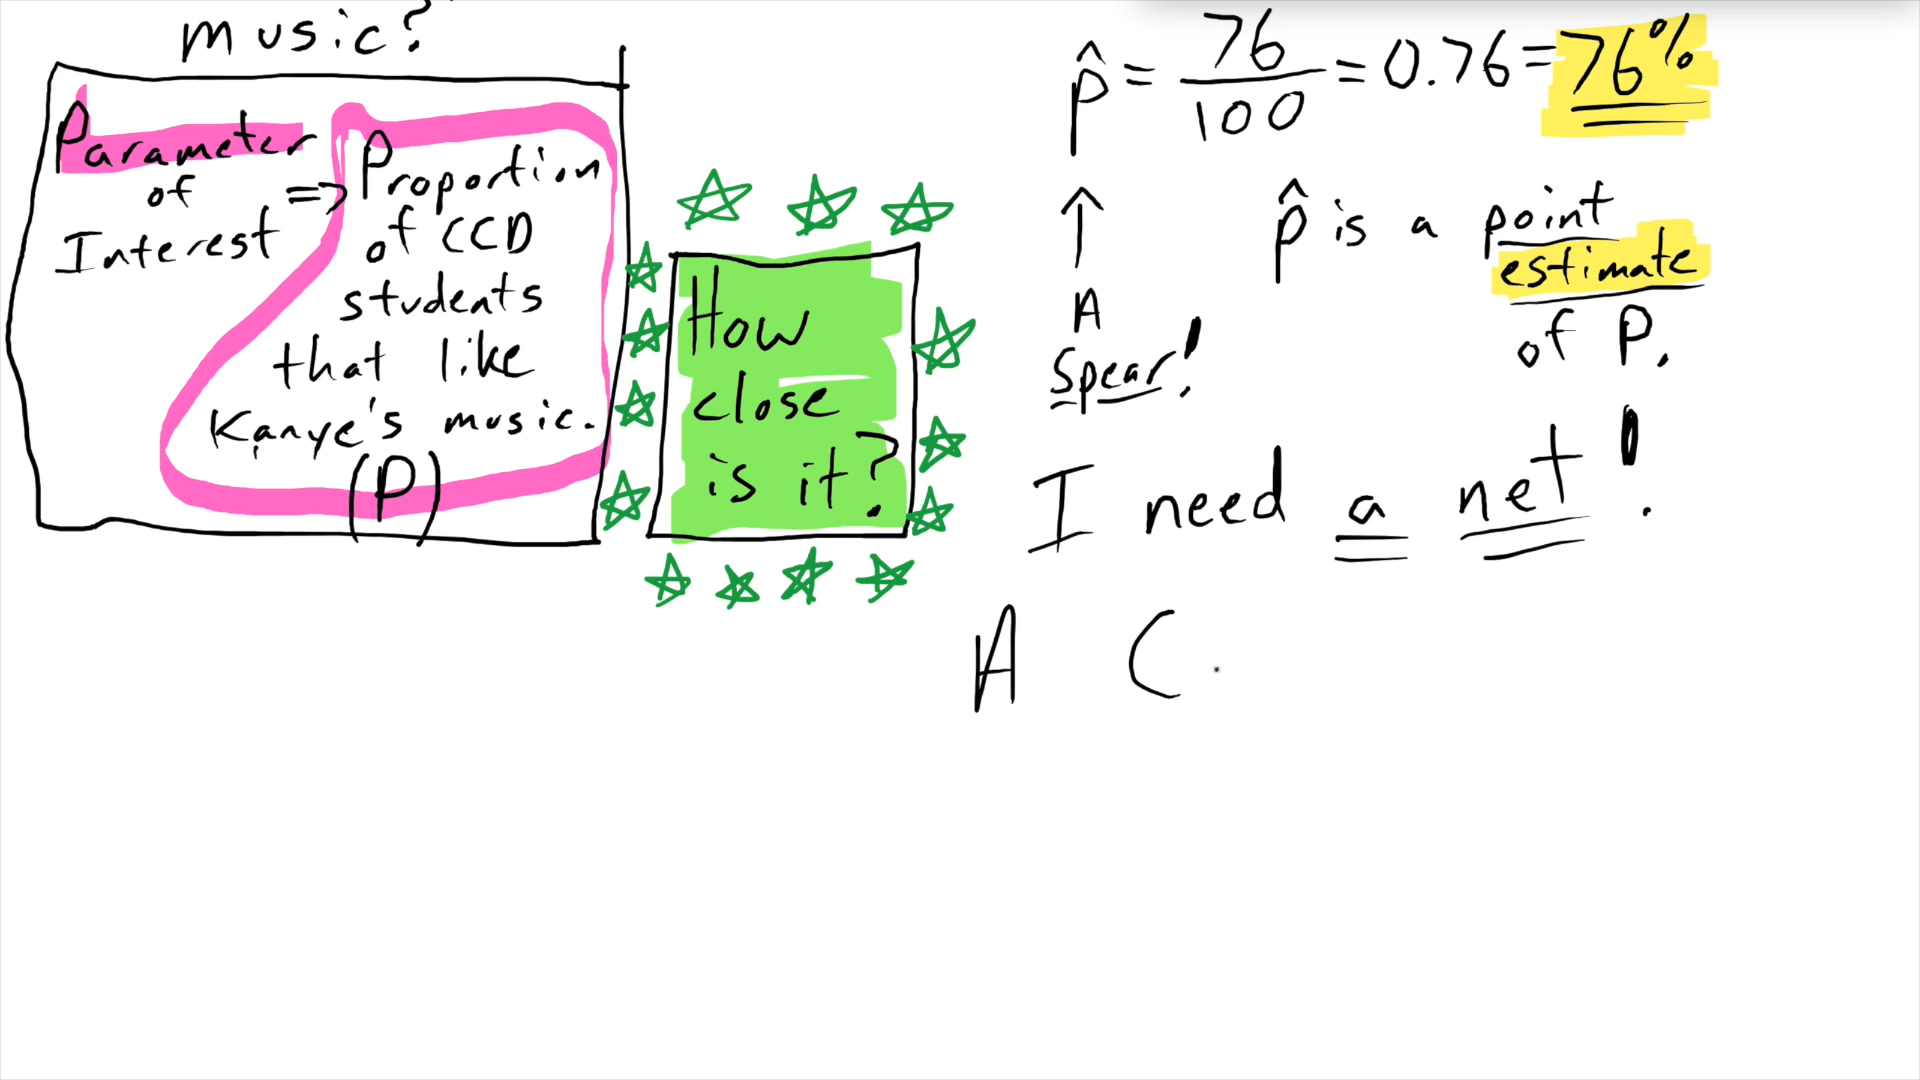 music?
Parameter
of
Interest
=> Proportion
of CCD
students
that like
Kanye's music.
(P)
How
close
is it?
p̂ = 76/100 = 0.76 = 76%
↑
A
Spear!
p̂ is a point
estimate
of P.
I need a net!
A C